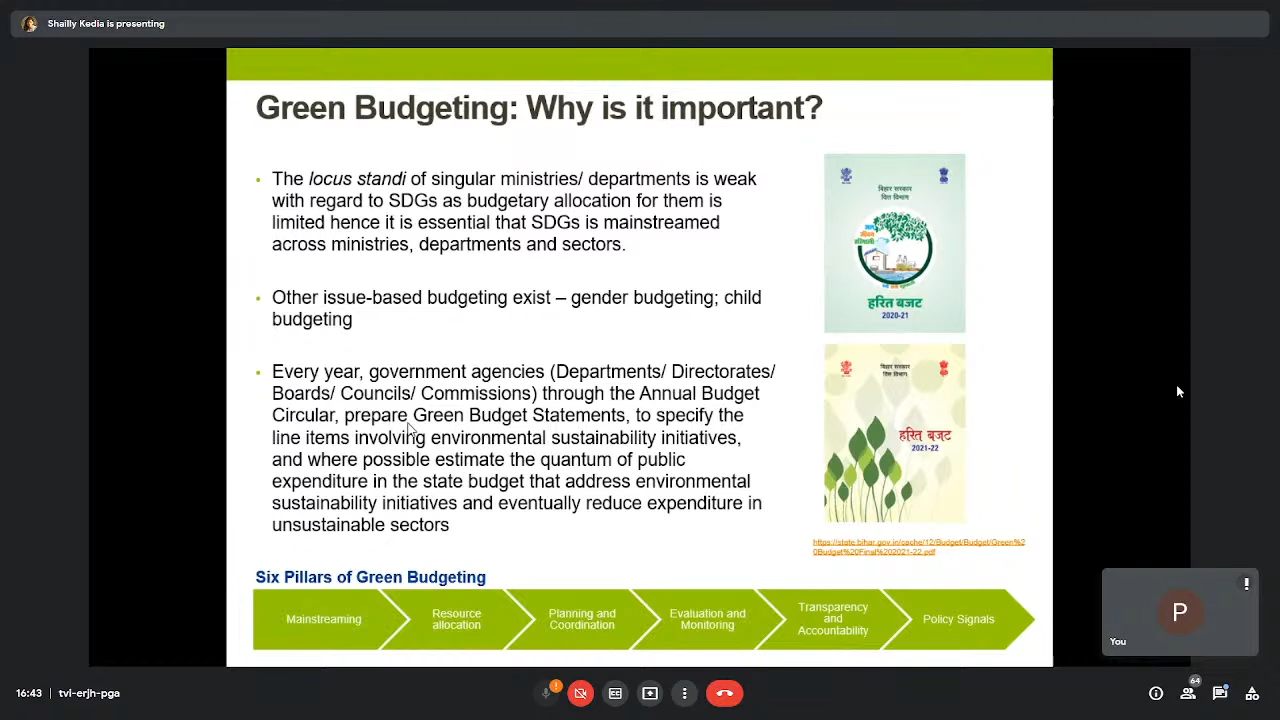 Shailly Kedia is presenting
Green Budgeting: Why is it important?
• The locus standi of singular ministries/ departments is weak
with regard to SDGs as budgetary allocation for them is
limited hence it is essential that SDGs is mainstreamed
across ministries, departments and sectors.
• Other issue-based budgeting exist – gender budgeting; child
budgeting
• Every year, government agencies (Departments/ Directorates/
Boards/ Councils/ Commissions) through the Annual Budget
Circular, prepare Green Budget Statements, to specify the
line items involving environmental sustainability initiatives,
and where possible estimate the quantum of public
expenditure in the state budget that address environmental
sustainability initiatives and eventually reduce expenditure in
unsustainable sectors
बिहार सरकार
वित्त विभाग
जल
जीवन
हरियाली
हरित बजट
2020-21
बिहार सरकार
वित्त विभाग
हरित बजट
2021-22
https://state.bihar.gov.in/cache/12/Budget/Budget/Green%2
0Budget%20Final%202021-22.pdf
Six Pillars of Green Budgeting
Mainstreaming
Resource
allocation
Planning and
Coordination
Evaluation and
Monitoring
Transparency
and
Accountability
Policy Signals
P
You
16:43 | tvi-erjh-pga
64